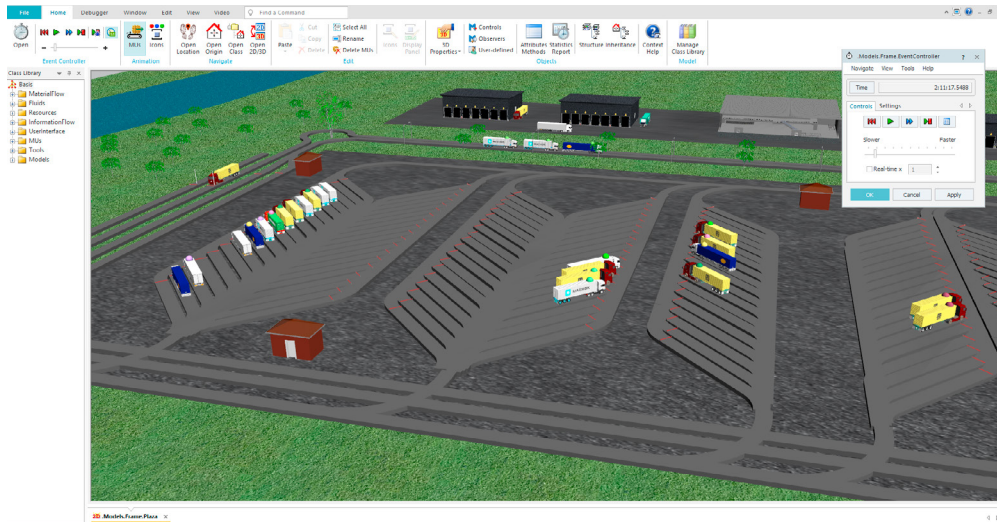 File Home Debugger Window Edit View Video Find a Command
Open
Event Controller
MUs Icons
Animation
Open Location Open Origin Open Class Open 2D/3D
Navigate
Paste Cut Copy Delete Select All Rename Delete MUs Icons Display Panel
Edit
3D Properties Controls Observers User-defined Attributes Methods Statistics Report Structure Inheritance
Objects
Context Help
Manage Class Library
Model
Class Library
Basis
MaterialFlow
Fluids
Resources
InformationFlow
UserInterface
MUs
Tools
Models
.Models.Frame.EventController ? ×
Navigate View Tools Help
Time 2:11:17.5488
Controls Settings
Slower Faster
Real-time x 1
OK Cancel Apply
MAERSK
3D .Models.Frame.Plaza ×